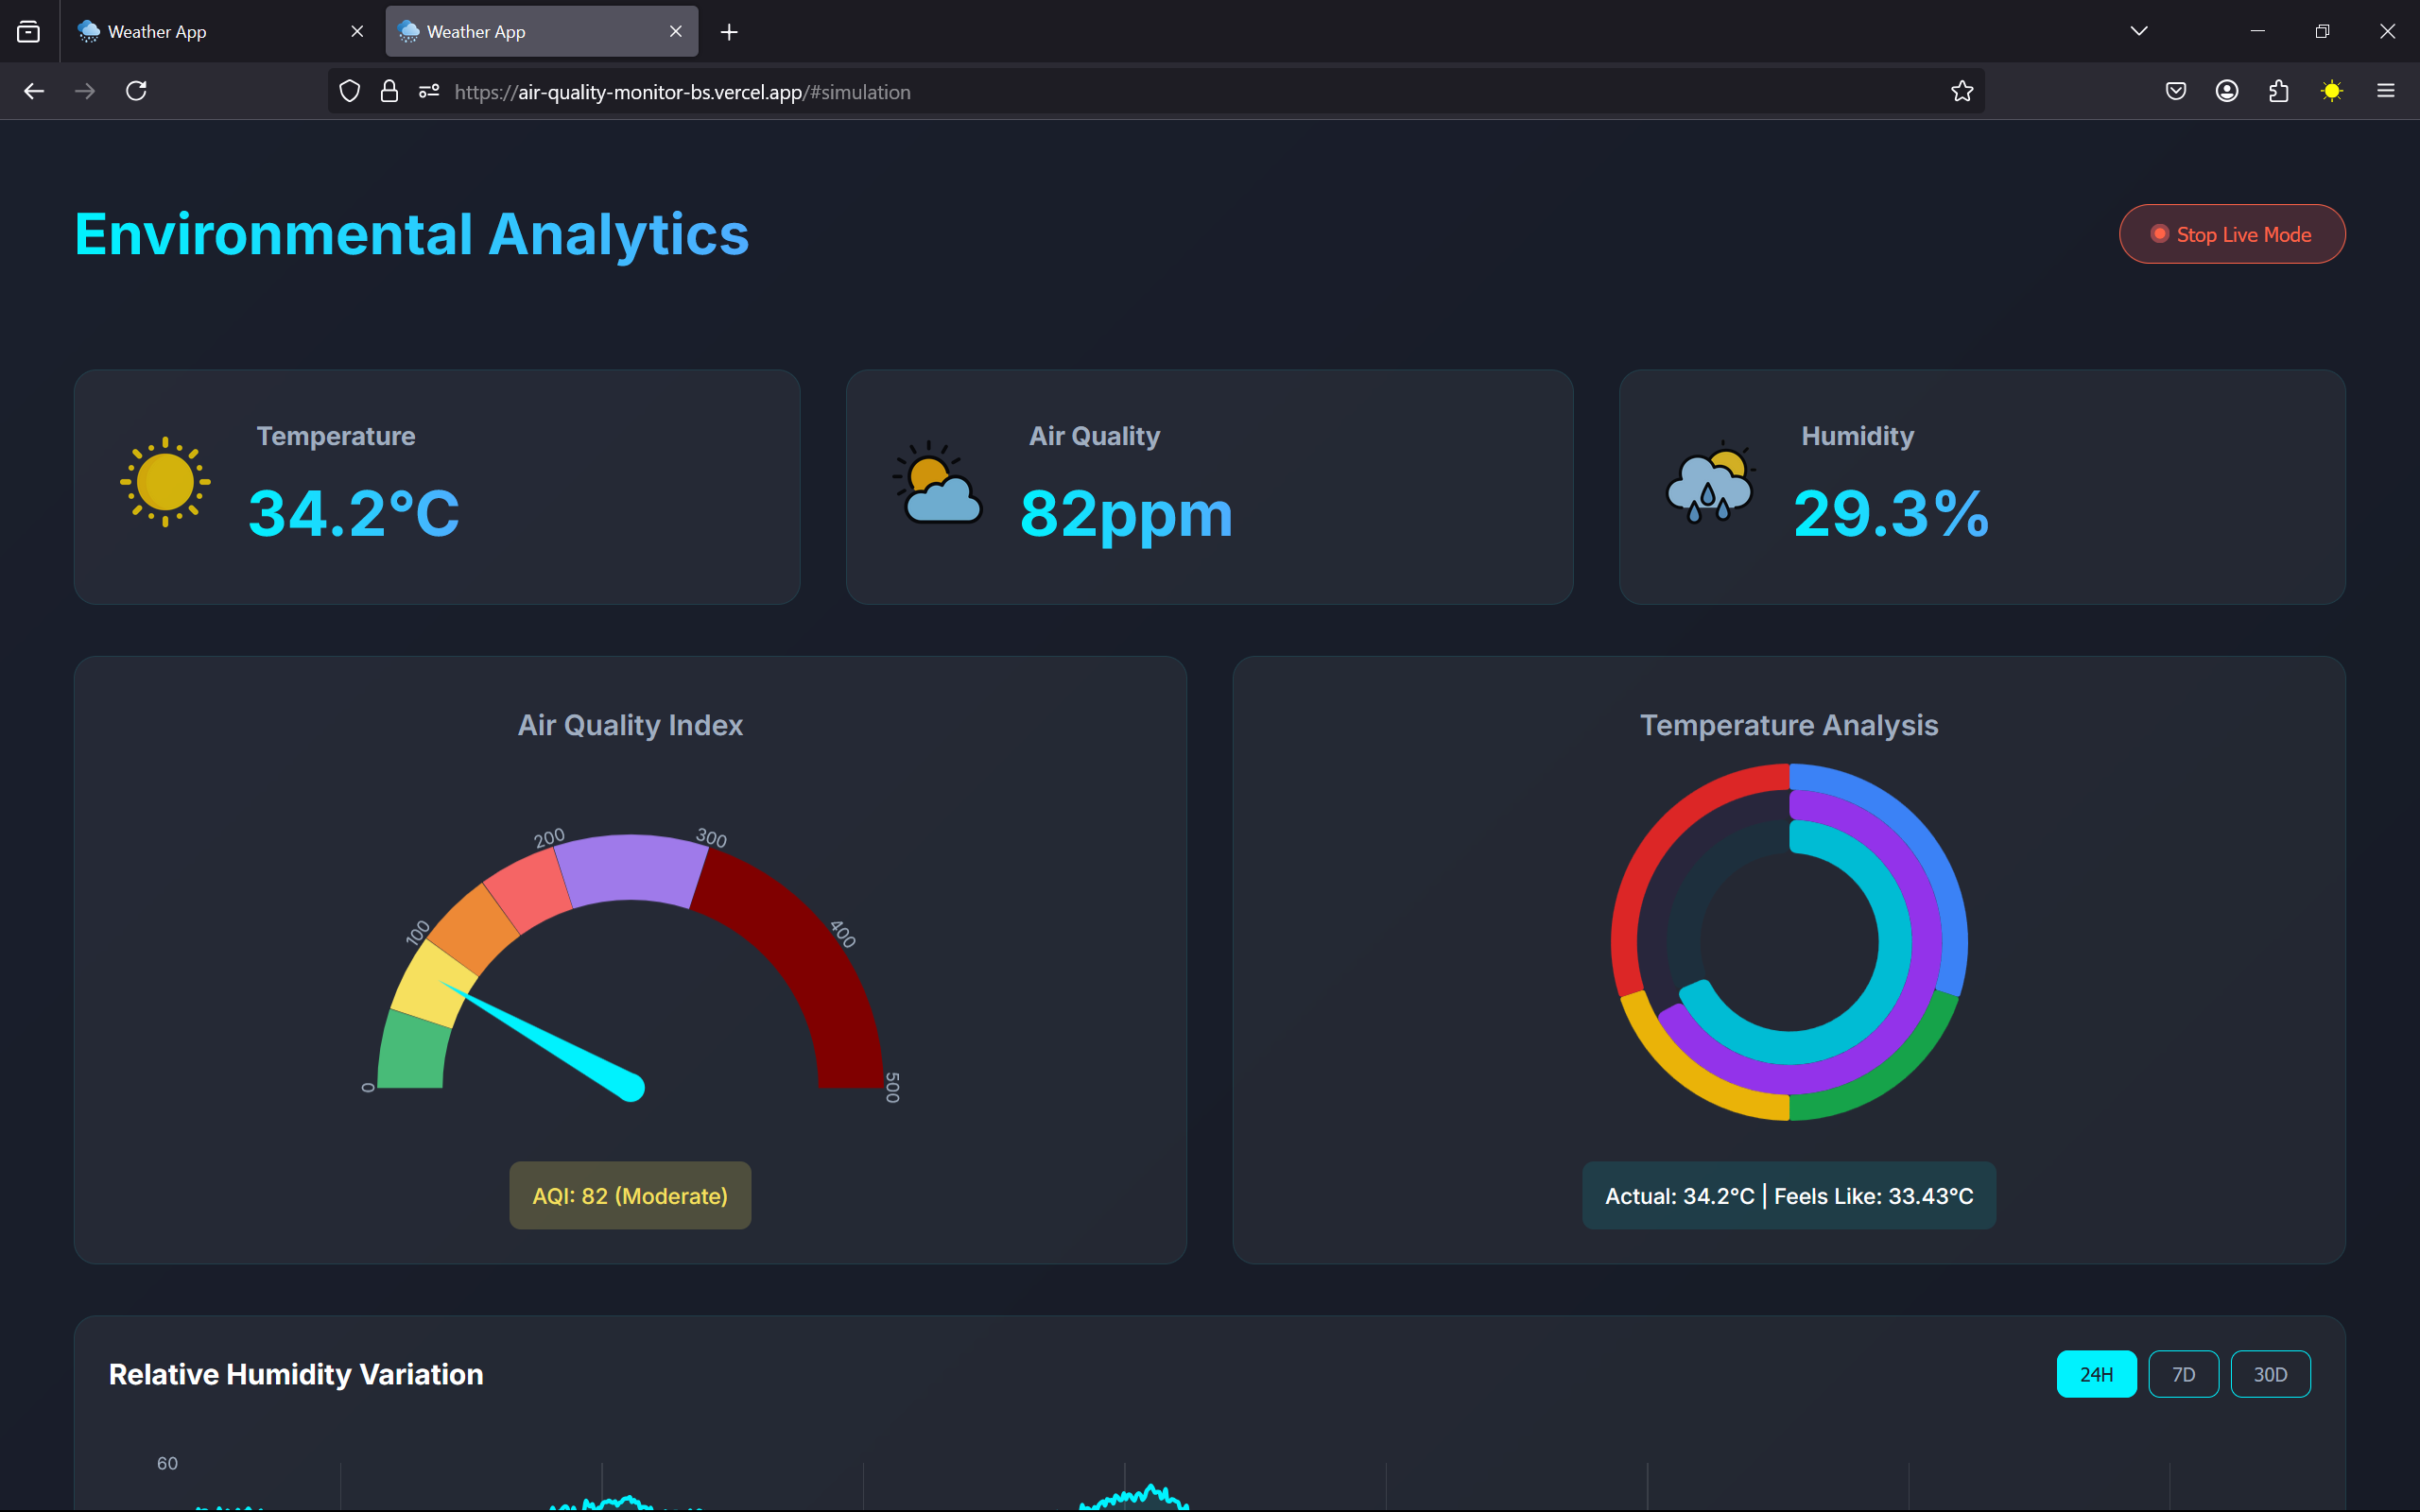 Weather App
Weather App
https://air-quality-monitor-bs.vercel.app/#simulation
Environmental Analytics
Stop Live Mode
Temperature
34.2°C
Air Quality
82ppm
Humidity
29.3%
Air Quality Index
0
100
200
300
400
500
AQI: 82 (Moderate)
Temperature Analysis
Actual: 34.2°C | Feels Like: 33.43°C
Relative Humidity Variation
24H
7D
30D
60